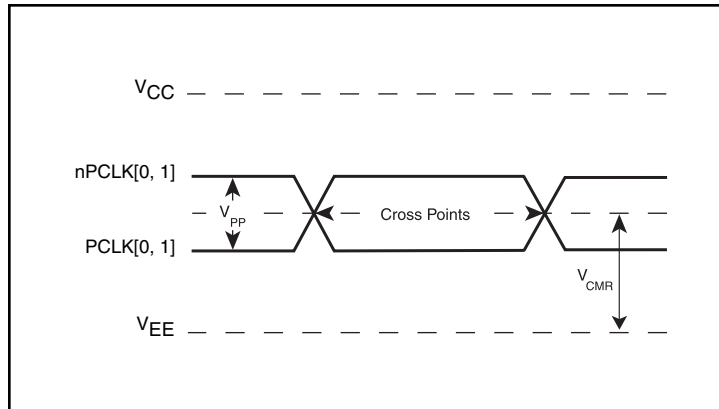 VCC
nPCLK[0, 1]
VPP
Cross Points
PCLK[0, 1]
VCMR
VEE